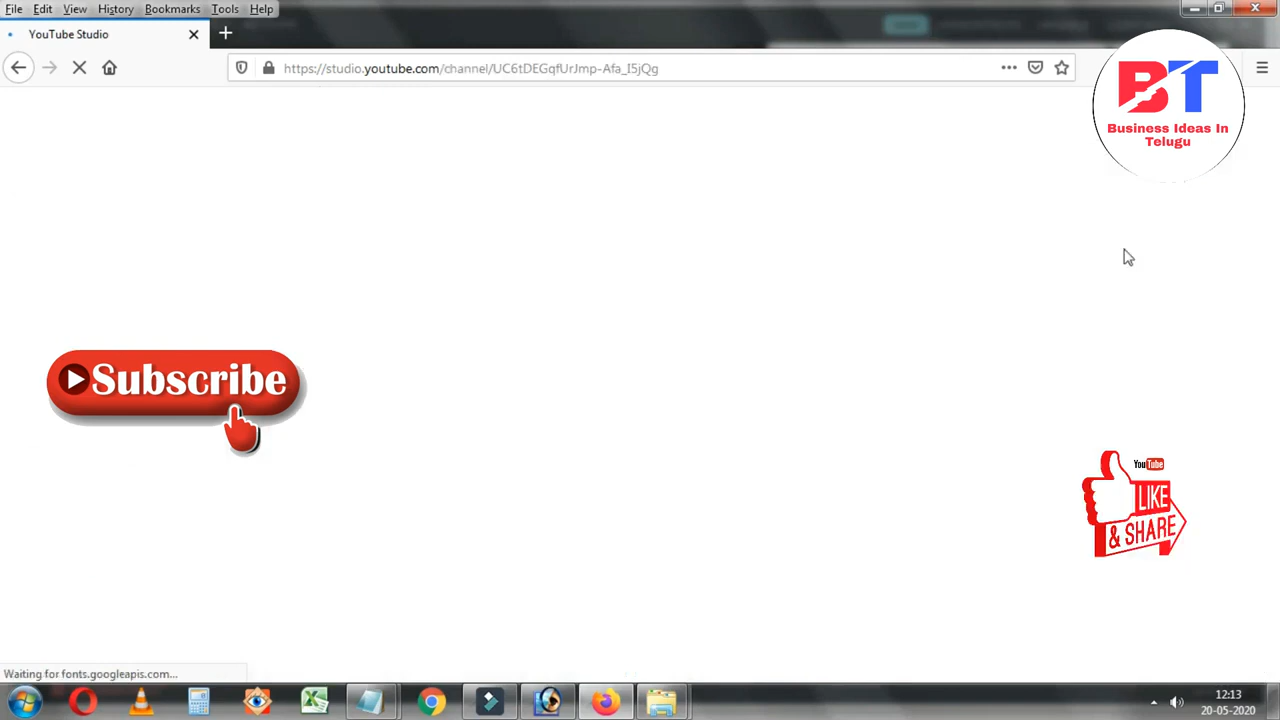 File Edit View History Bookmarks Tools Help
YouTube Studio
https://studio.youtube.com/channel/UC6tDEGqfUrJmp-Afa_I5jQg
BT
Business Ideas In
Telugu
Subscribe
YouTube
LIKE
& SHARE
Waiting for fonts.googleapis.com...
12:13
20-05-2020